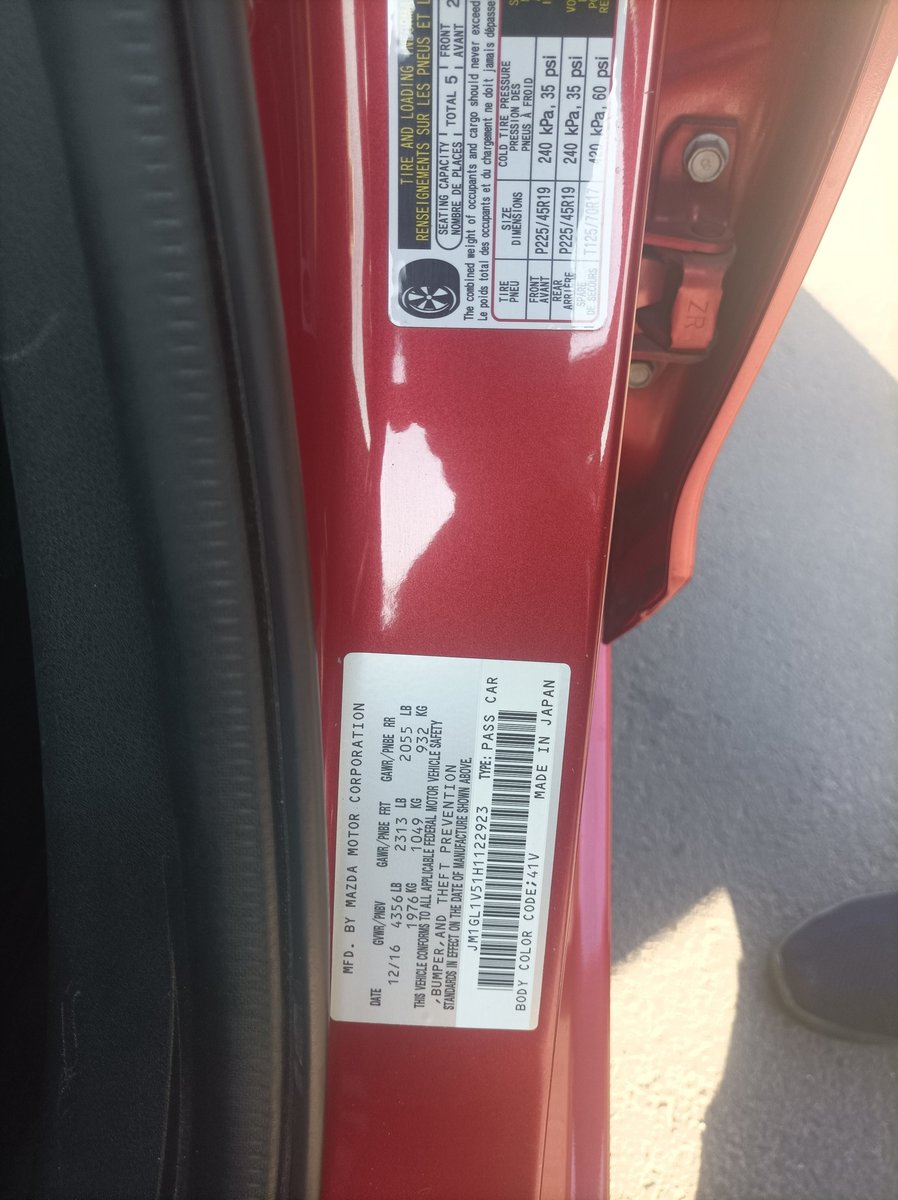 TIRE AND LOADING
RENSEIGNEMENTS SUR LES PNEUS ET
SEATING CAPACITY
NOMBRE DE PLACES
TOTAL 5
FRONT
AVANT
2
The combined weight of occupants and cargo should never exceed
Le poids total des occupants et du chargement ne doit jamais dépasse
TIRE
PNEU
SIZE
DIMENSIONS
COLD TIRE PRESSURE
PRESSION DES
PNEUS À FROID
FRONT
AVANT
P225/45R19
240 kPa, 35 psi
REAR
ARRIÈRE
P225/45R19
240 kPa, 35 psi
SPARE
DE SECOURS
T125/70R17
420 kPa, 60 psi
ZR
8
MFD. BY MAZDA MOTOR CORPORATION
DATE GVWR/PNBV GAWR/PNBE FRT GAWR/PNBE RR
12/16 4356 LB 2313 LB 2055 LB
1976 KG 1049 KG 932 KG
THIS VEHICLE CONFORMS TO ALL APPLICABLE FEDERAL MOTOR VEHICLE SAFETY
,BUMPER,AND THEFT PREVENTION
STANDARDS IN EFFECT ON THE DATE OF MANUFACTURE SHOWN ABOVE.
JM1GL1V51H1122923 TYPE:PASS CAR
BODY COLOR CODE:41V MADE IN JAPAN